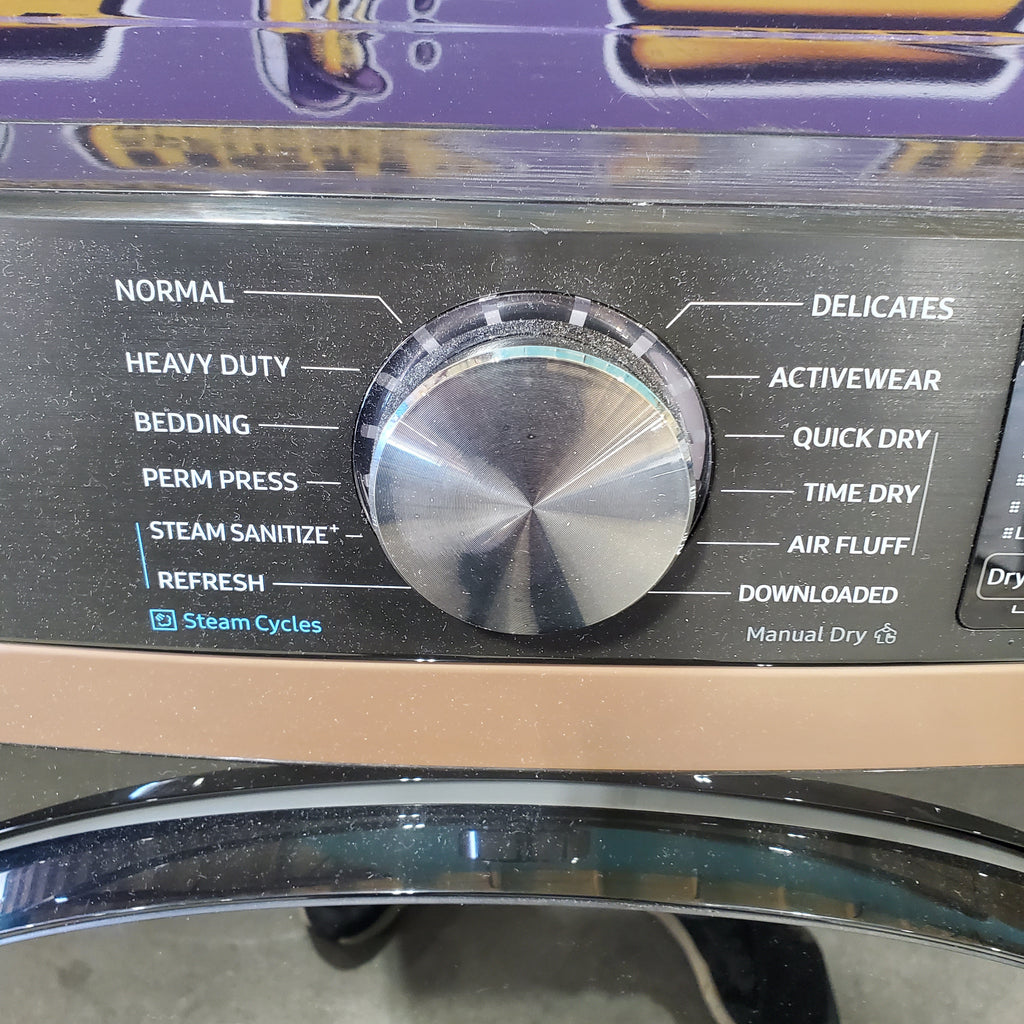 NORMAL
HEAVY DUTY
BEDDING
PERM PRESS
STEAM SANITIZE+
REFRESH
Steam Cycles
DELICATES
ACTIVEWEAR
QUICK DRY
TIME DRY
AIR FLUFF
DOWNLOADED
Manual Dry
Dry